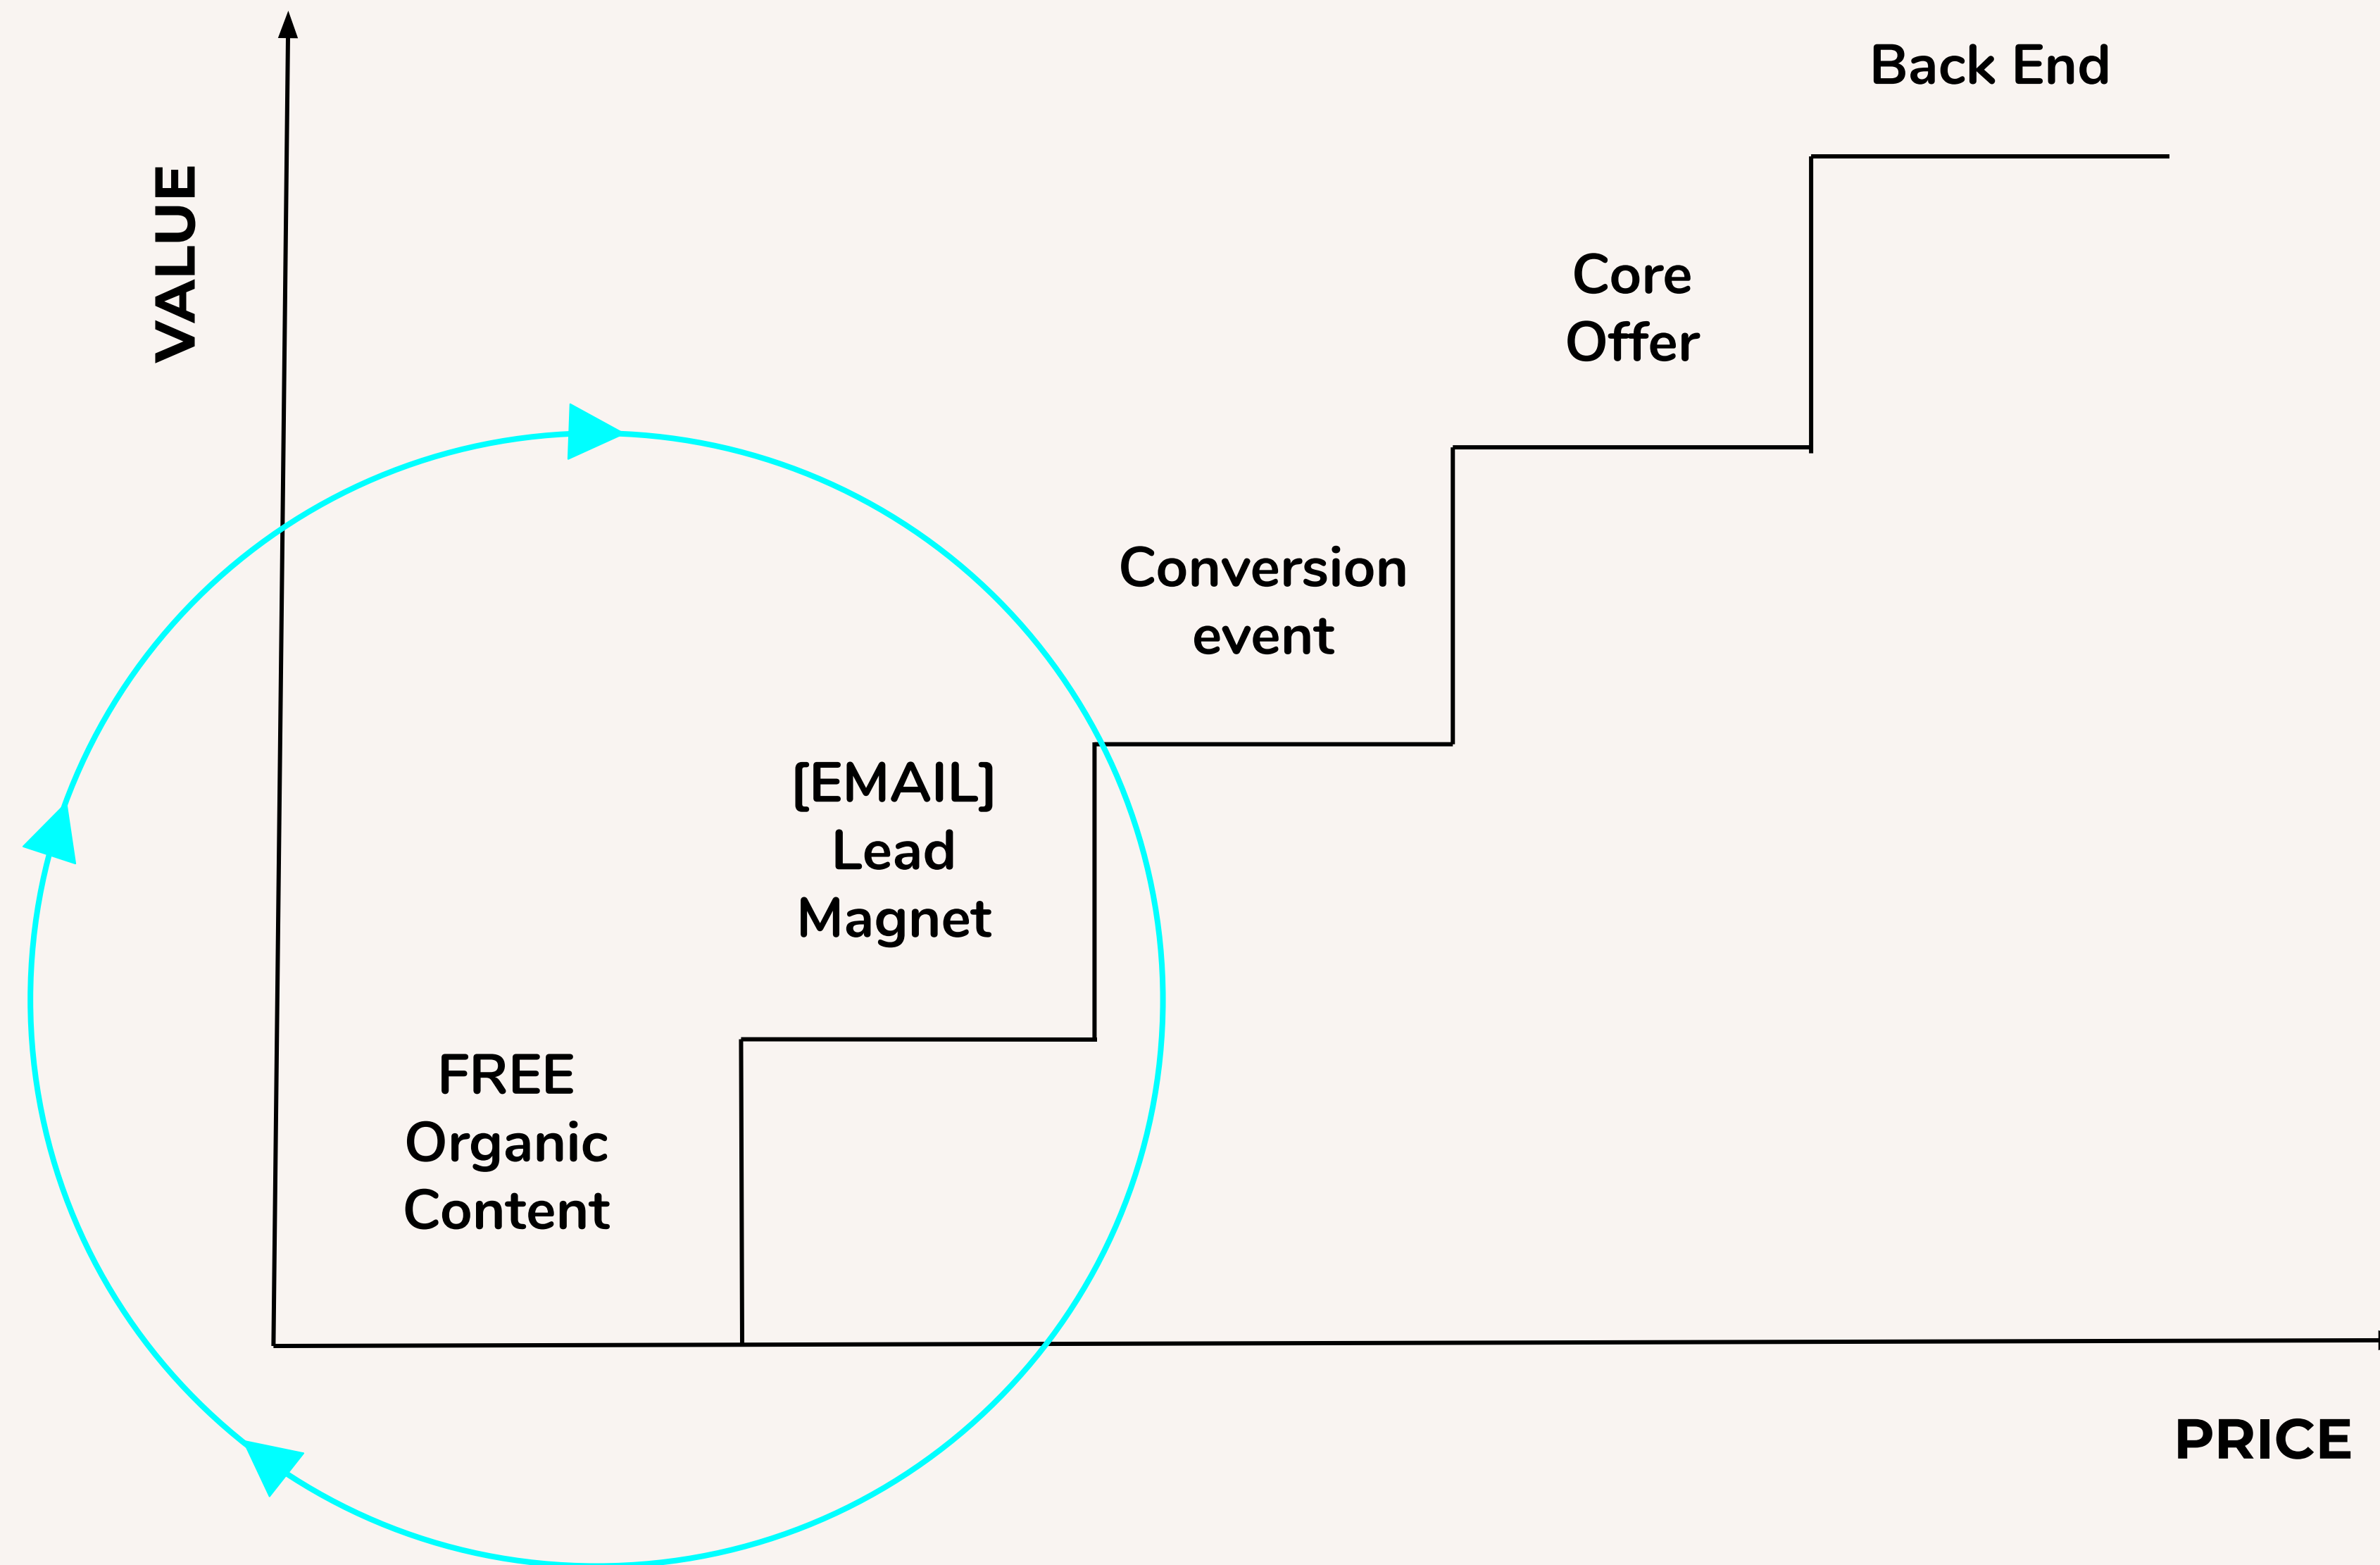 Back End
VALUE
Core
Offer
Conversion
event
[EMAIL]
Lead
Magnet
FREE
Organic
Content
PRICE